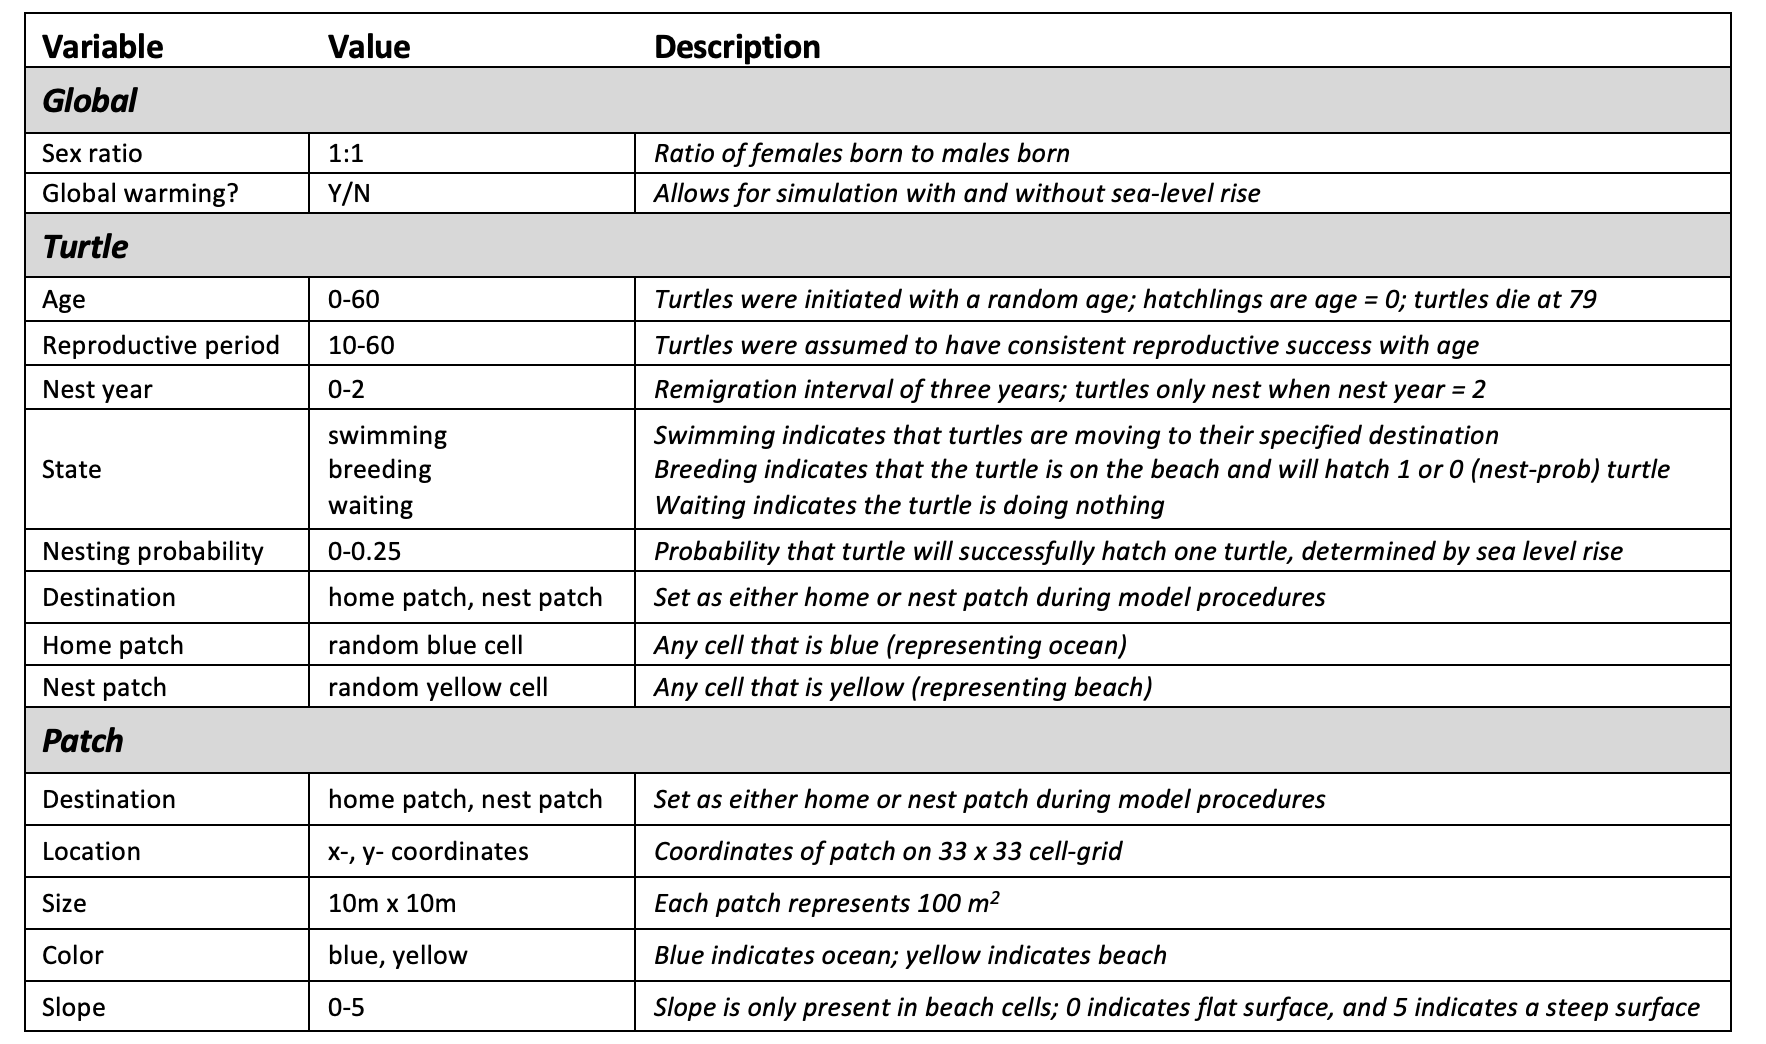 Variable Value Description
Global
Sex ratio 1:1 Ratio of females born to males born
Global warming? Y/N Allows for simulation with and without sea-level rise
Turtle
Age 0-60 Turtles were initiated with a random age; hatchlings are age = 0; turtles die at 79
Reproductive period 10-60 Turtles were assumed to have consistent reproductive success with age
Nest year 0-2 Remigration interval of three years; turtles only nest when nest year = 2
swimming Swimming indicates that turtles are moving to their specified destination
State breeding Breeding indicates that the turtle is on the beach and will hatch 1 or 0 (nest-prob) turtle
waiting Waiting indicates the turtle is doing nothing
Nesting probability 0-0.25 Probability that turtle will successfully hatch one turtle, determined by sea level rise
Destination home patch, nest patch Set as either home or nest patch during model procedures
Home patch random blue cell Any cell that is blue (representing ocean)
Nest patch random yellow cell Any cell that is yellow (representing beach)
Patch
Destination home patch, nest patch Set as either home or nest patch during model procedures
Location x-, y- coordinates Coordinates of patch on 33 x 33 cell-grid
Size 10m x 10m Each patch represents 100 m²
Color blue, yellow Blue indicates ocean; yellow indicates beach
Slope 0-5 Slope is only present in beach cells; 0 indicates flat surface, and 5 indicates a steep surface